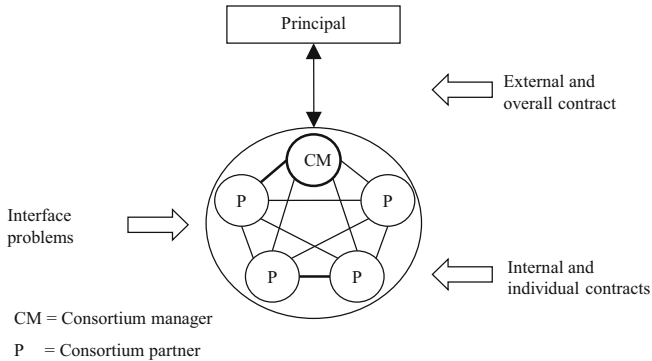 Principal
External and
overall contract
CM
P
P
Interface
problems
P
P
Internal and
individual contracts
CM = Consortium manager
P = Consortium partner